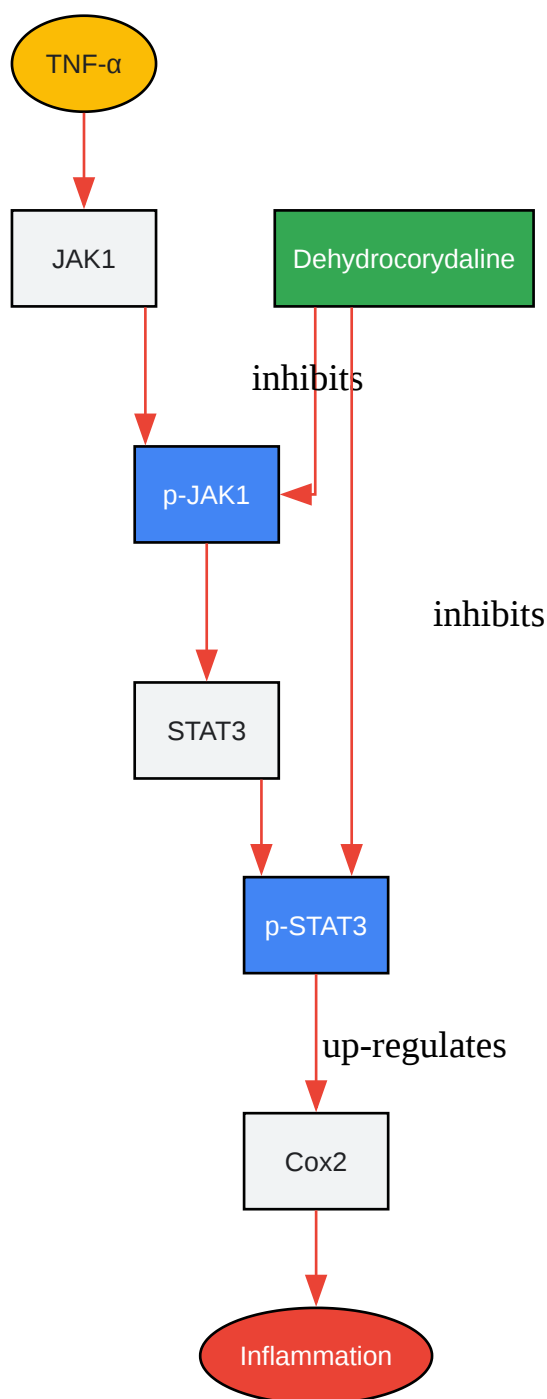 TNF-α
JAK1
Dehydrocorydaline
inhibits
p-JAK1
inhibits
STAT3
p-STAT3
up-regulates
Cox2
Inflammation